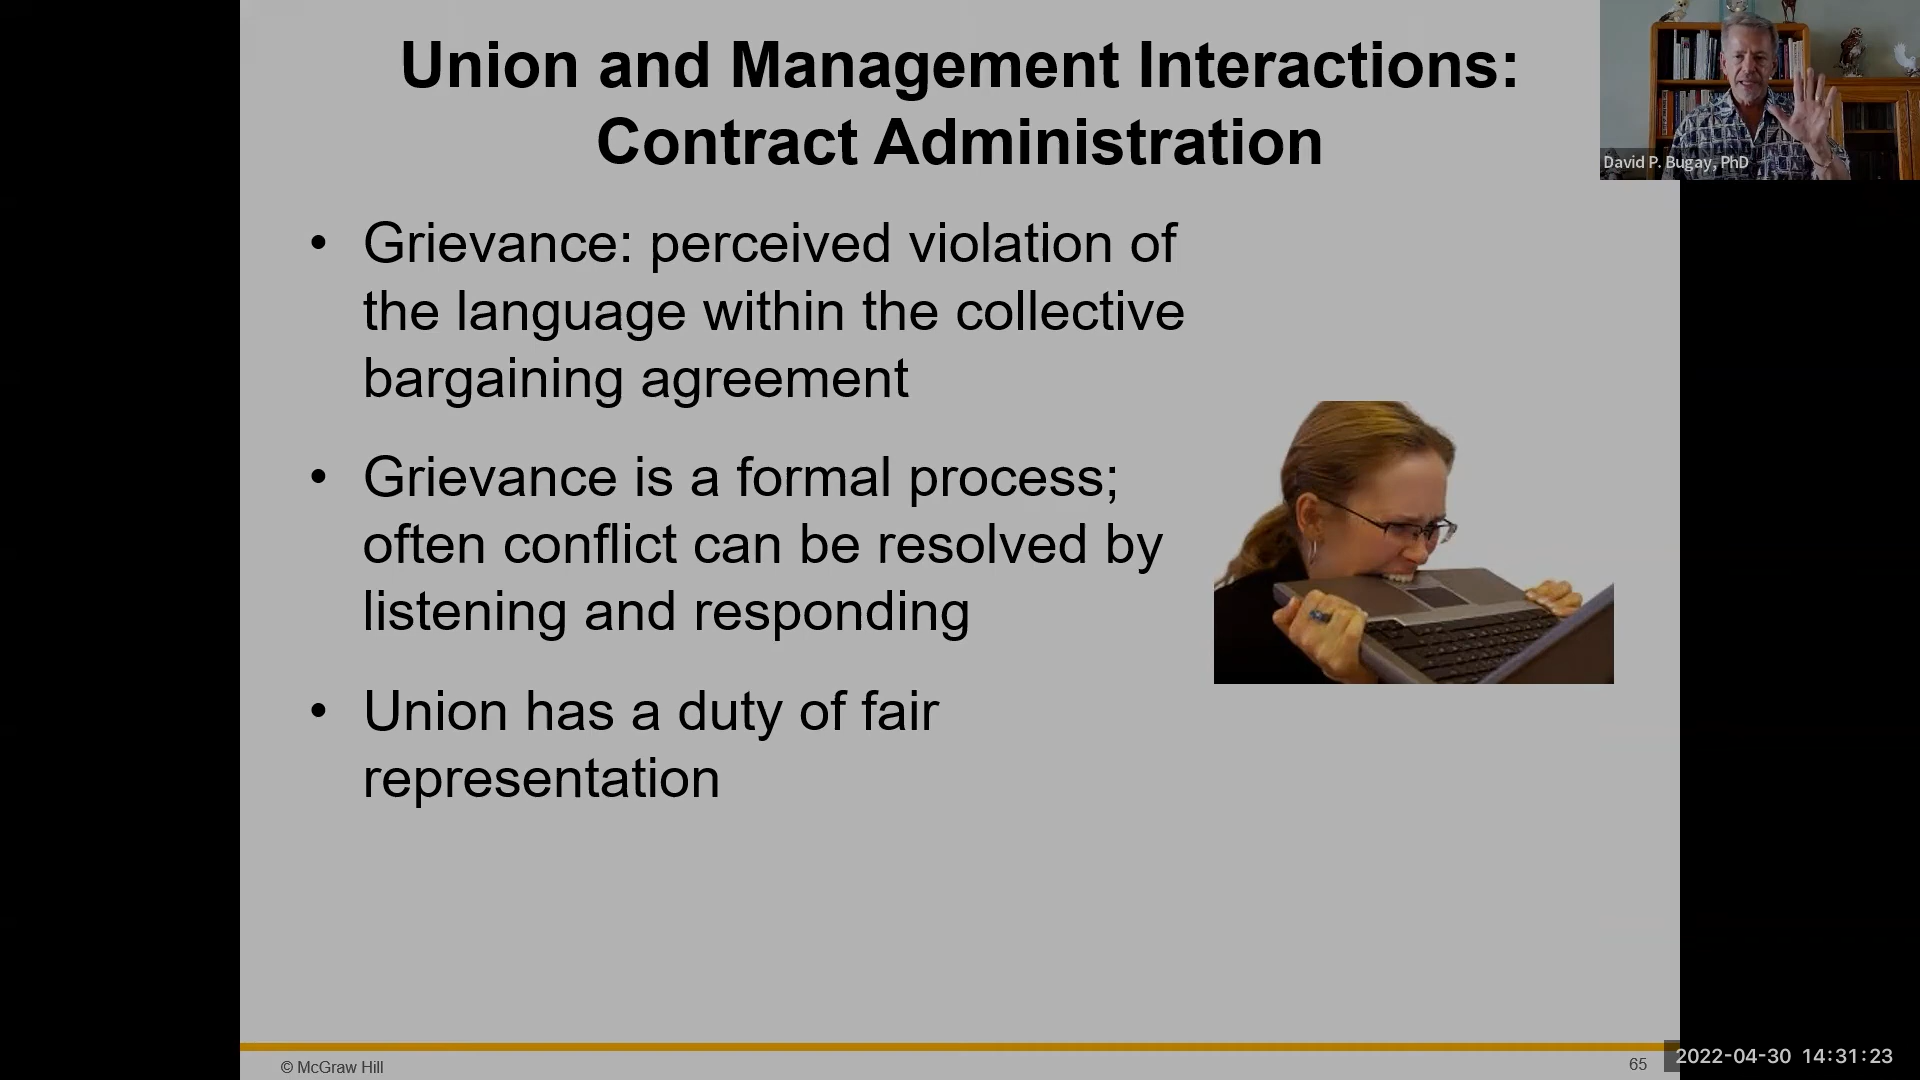 Union and Management Interactions:
Contract Administration
David P. Bugay, PhD
• Grievance: perceived violation of
the language within the collective
bargaining agreement
• Grievance is a formal process;
often conflict can be resolved by
listening and responding
• Union has a duty of fair
representation
© McGraw Hill
65
2022-04-30 14:31:23